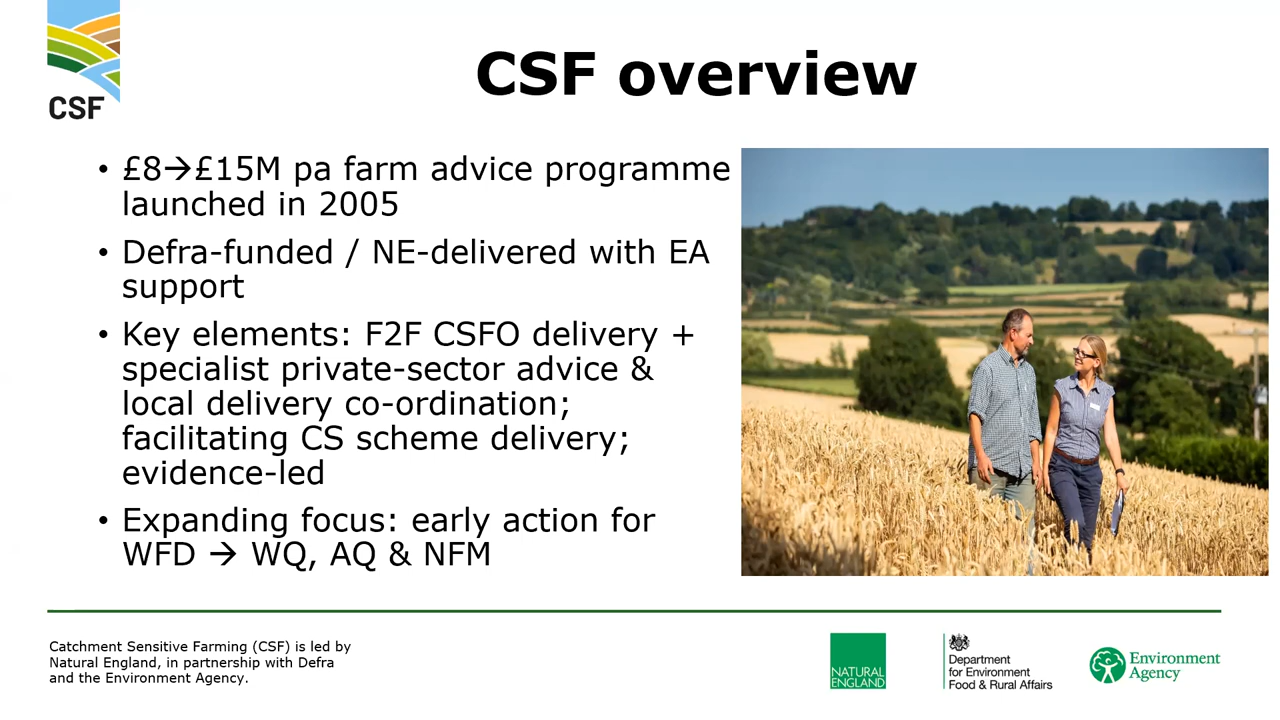 CSF
CSF overview
• £8→£15M pa farm advice programme
launched in 2005
• Defra-funded / NE-delivered with EA
support
• Key elements: F2F CSFO delivery +
specialist private-sector advice &
local delivery co-ordination;
facilitating CS scheme delivery;
evidence-led
• Expanding focus: early action for
WFD → WQ, AQ & NFM
Catchment Sensitive Farming (CSF) is led by
Natural England, in partnership with Defra
and the Environment Agency.
NATURAL
ENGLAND
Department
for Environment
Food & Rural Affairs
Environment
Agency